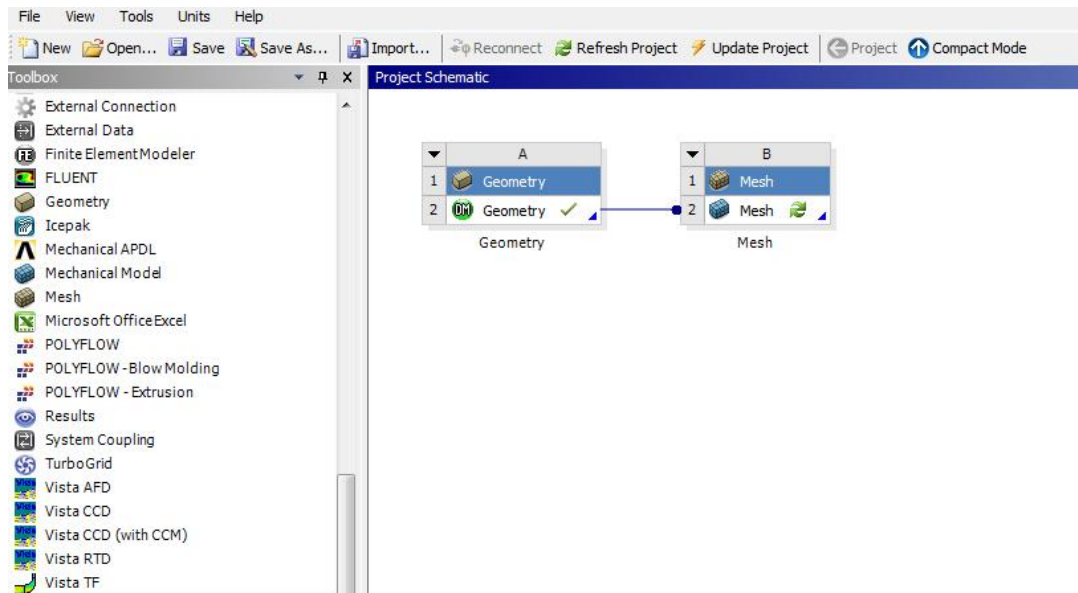 File View Tools Units Help
New Open... Save Save As... Import... Reconnect Refresh Project Update Project Project Compact Mode
Toolbox
Project Schematic
External Connection
External Data
Finite Element Modeler
FLUENT
Geometry
Icepak
Mechanical APDL
Mechanical Model
Mesh
Microsoft Office Excel
POLYFLOW
POLYFLOW - Blow Molding
POLYFLOW - Extrusion
Results
System Coupling
TurboGrid
Vista AFD
Vista CCD
Vista CCD (with CCM)
Vista RTD
Vista TF
A
1 Geometry
2 DM Geometry
Geometry
B
1 Mesh
2 Mesh
Mesh